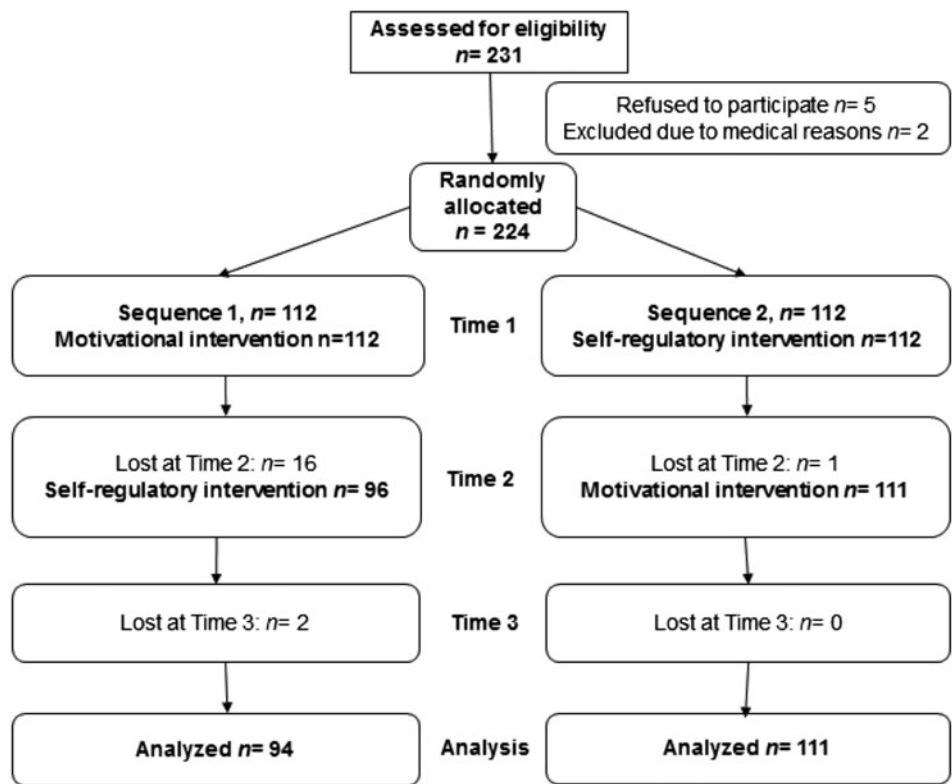 Assessed for eligibility
n= 231
Refused to participate n= 5
Excluded due to medical reasons n= 2
Randomly
allocated
n = 224
Sequence 1, n= 112
Motivational intervention n=112
Time 1
Sequence 2, n= 112
Self-regulatory intervention n=112
Lost at Time 2: n= 16
Self-regulatory intervention n= 96
Time 2
Lost at Time 2: n= 1
Motivational intervention n= 111
Lost at Time 3: n= 2
Time 3
Lost at Time 3: n= 0
Analyzed n= 94
Analysis
Analyzed n= 111